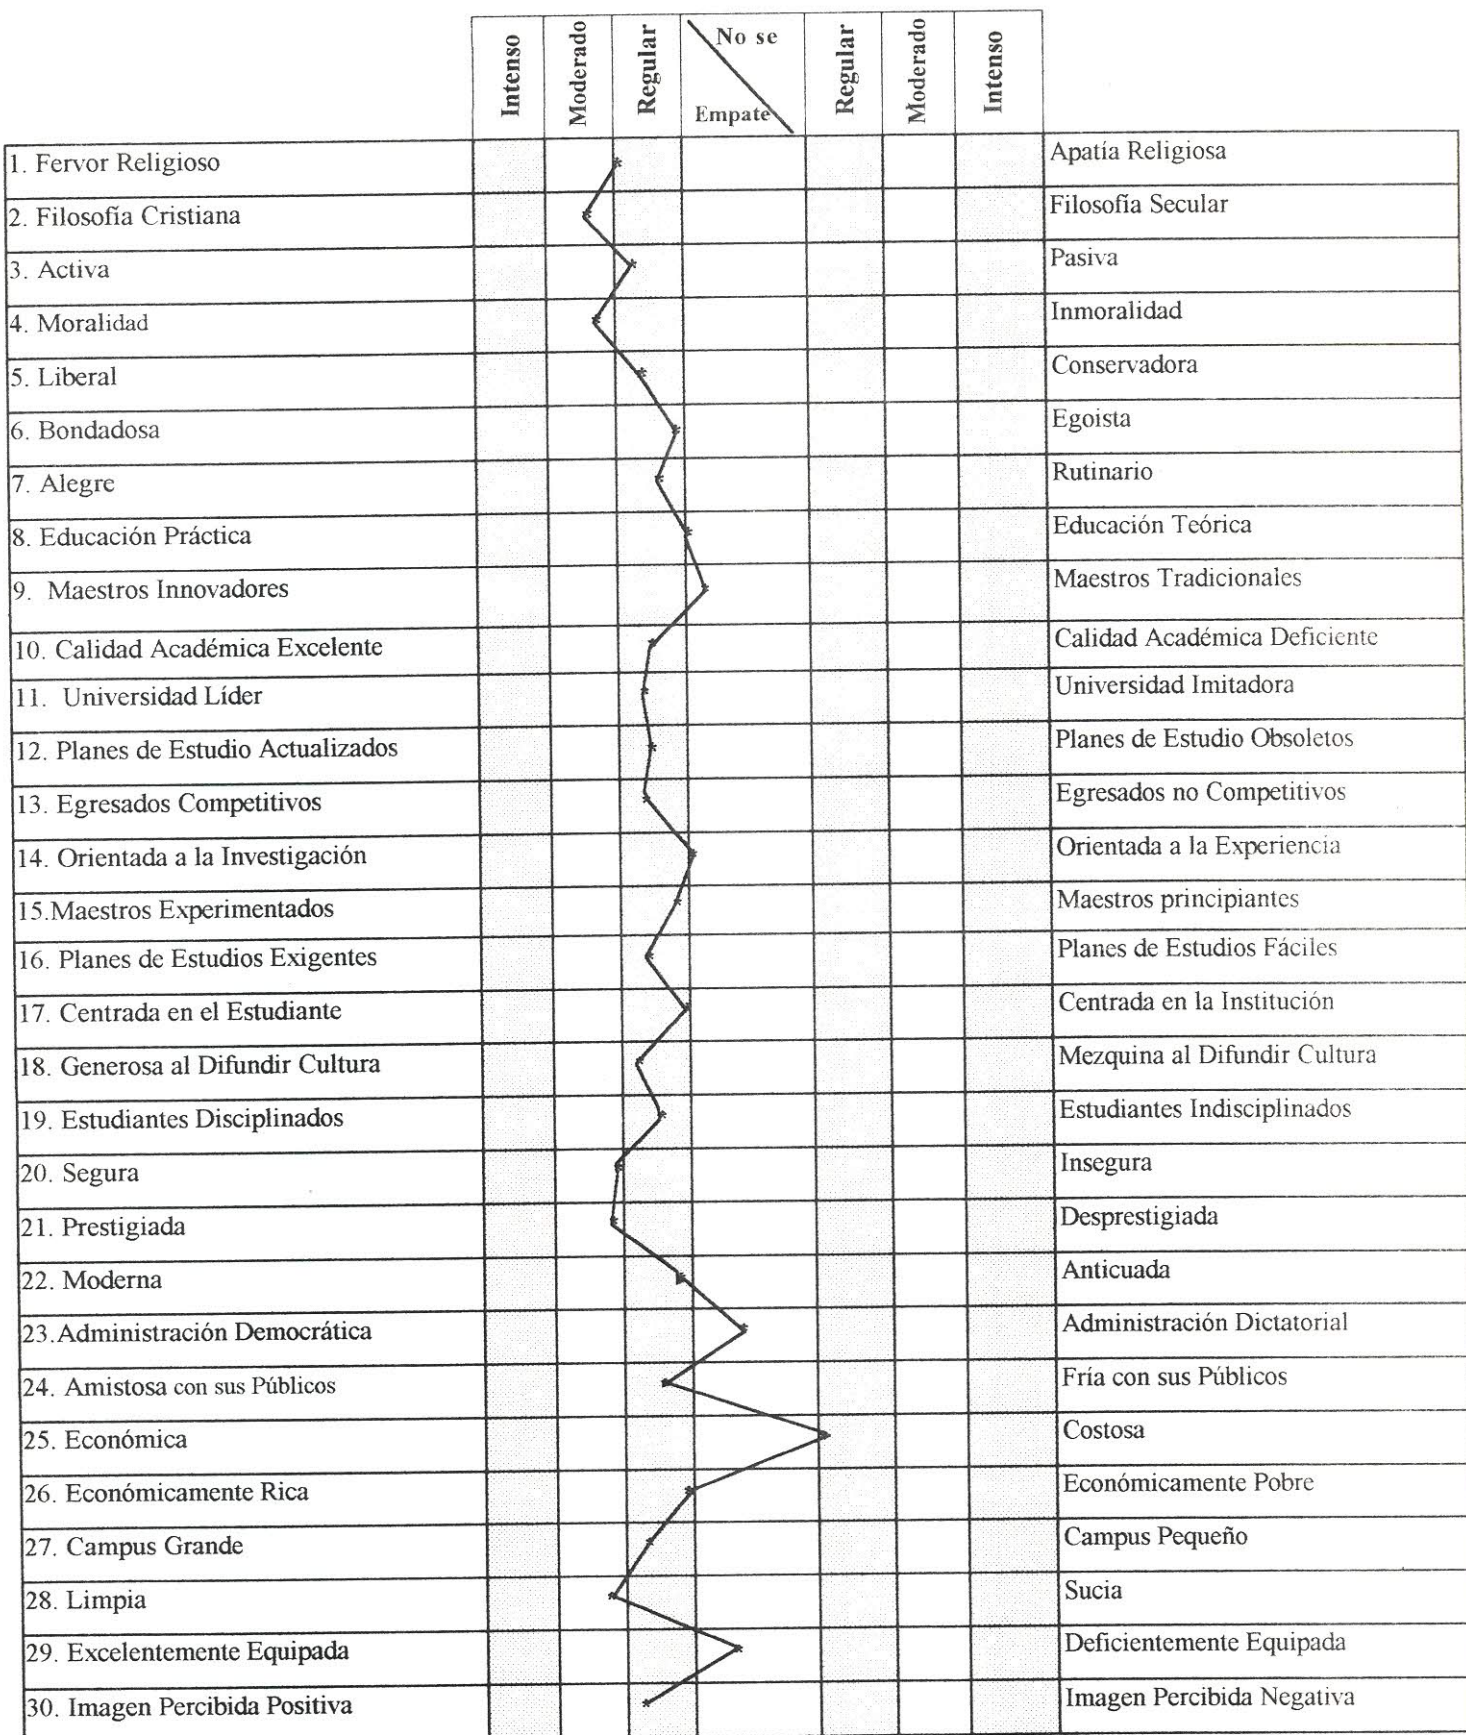 Intenso Moderado Regular No se Empate Regular Moderado Intenso
1. Fervor Religioso Apatía Religiosa
2. Filosofía Cristiana Filosofía Secular
3. Activa Pasiva
4. Moralidad Inmoralidad
5. Liberal Conservadora
6. Bondadosa Egoista
7. Alegre Rutinario
8. Educación Práctica Educación Teórica
9. Maestros Innovadores Maestros Tradicionales
10. Calidad Académica Excelente Calidad Académica Deficiente
11. Universidad Líder Universidad Imitadora
12. Planes de Estudio Actualizados Planes de Estudio Obsoletos
13. Egresados Competitivos Egresados no Competitivos
14. Orientada a la Investigación Orientada a la Experiencia
15.Maestros Experimentados Maestros principiantes
16. Planes de Estudios Exigentes Planes de Estudios Fáciles
17. Centrada en el Estudiante Centrada en la Institución
18. Generosa al Difundir Cultura Mezquina al Difundir Cultura
19. Estudiantes Disciplinados Estudiantes Indisciplinados
20. Segura Insegura
21. Prestigiada Desprestigiada
22. Moderna Anticuada
23.Administración Democrática Administración Dictatorial
24. Amistosa con sus Públicos Fría con sus Públicos
25. Económica Costosa
26. Económicamente Rica Económicamente Pobre
27. Campus Grande Campus Pequeño
28. Limpia Sucia
29. Excelentemente Equipada Deficientemente Equipada
30. Imagen Percibida Positiva Imagen Percibida Negativa